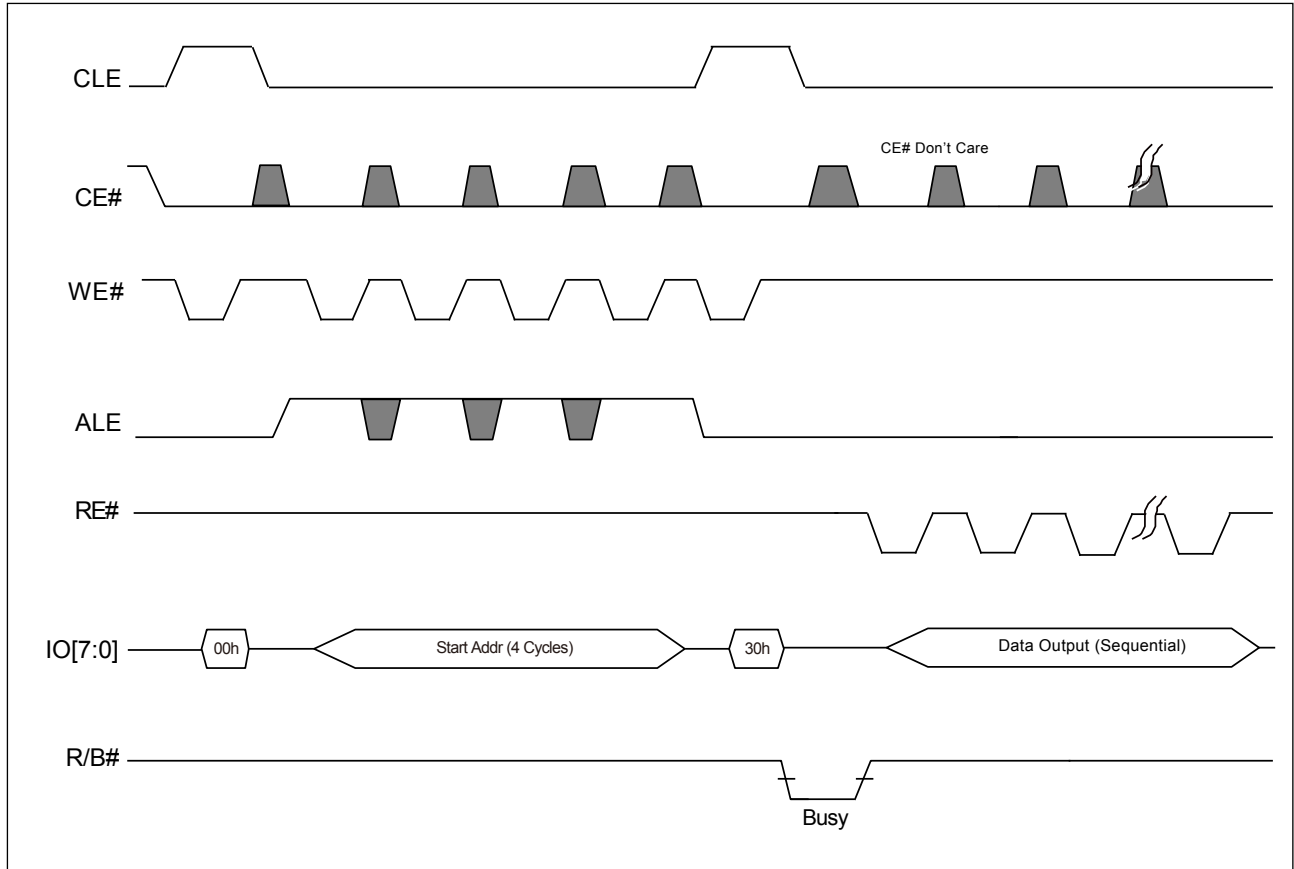 CLE
CE# Don't Care
CE#
WE#
ALE
RE#
IO[7:0] 00h Start Addr (4 Cycles) 30h Data Output (Sequential)
R/B#
Busy